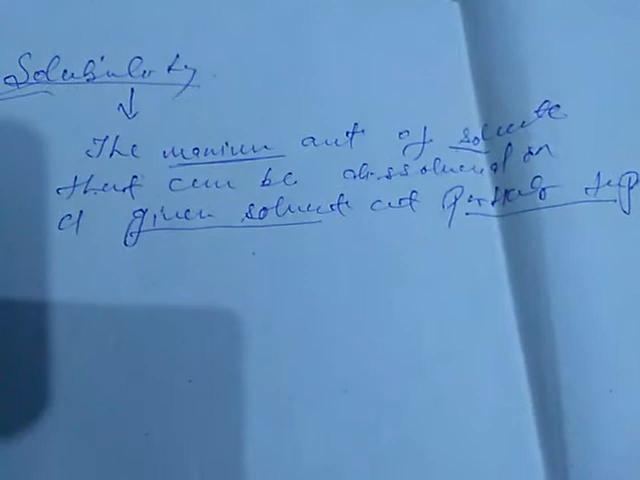 Solubility
The maximum amt of solute
that can be dissolved in
a given solvent at particular temp